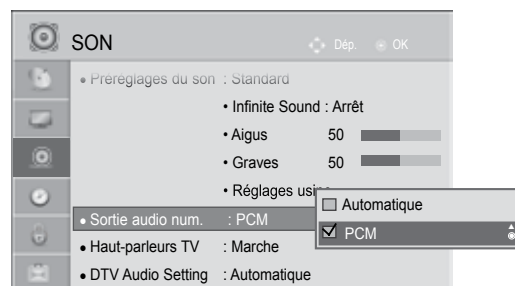 SON Dép. OK
• Préréglages du son : Standard
• Infinite Sound : Arrêt
• Aigus 50
• Graves 50
• Réglages usine
• Sortie audio num. : PCM
• Haut-parleurs TV : Marche
• DTV Audio Setting : Automatique
Automatique
PCM